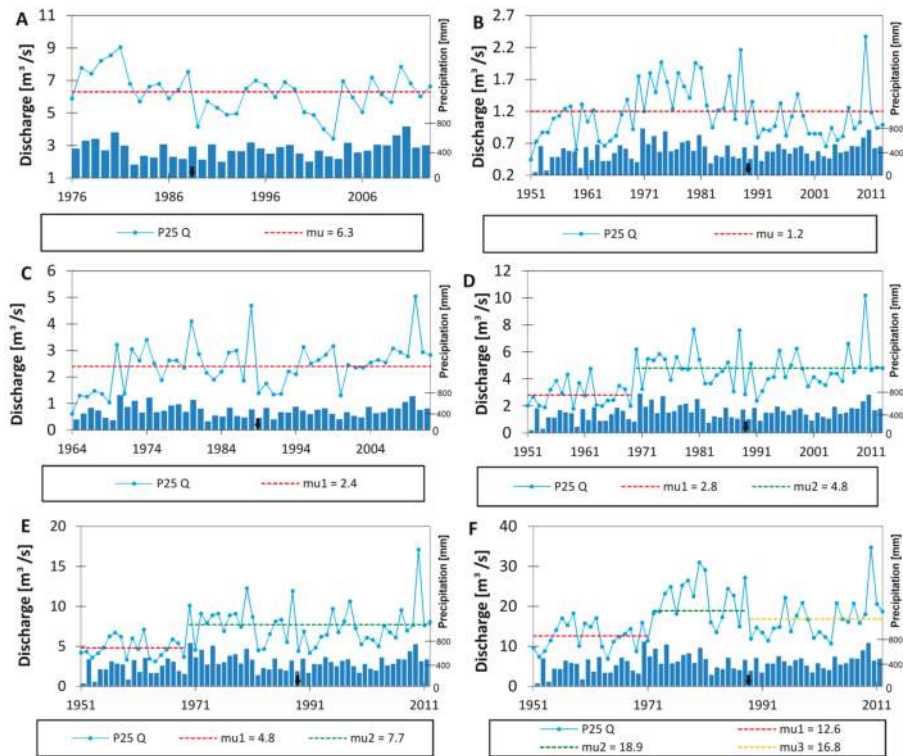 A
Discharge [m³/s]
11
9
7
5
3
1
Precipitation [mm]
800
400
0
1976 1986 1996 2006
P25 Q mu = 6.3
B
Discharge [m³/s]
2.7
2.2
1.7
1.2
0.7
0.2
Precipitation [mm]
800
400
0
1951 1961 1971 1981 1991 2001 2011
P25 Q mu = 1.2
C
Discharge [m³/s]
6
5
4
3
2
1
0
Precipitation [mm]
800
400
0
1964 1974 1984 1994 2004
P25 Q mu1 = 2.4
D
Discharge [m³/s]
12
10
8
6
4
2
0
Precipitation [mm]
800
400
0
1951 1961 1971 1981 1991 2001 2011
P25 Q mu1 = 2.8 mu2 = 4.8
E
Discharge [m³/s]
20
15
10
5
0
Precipitation [mm]
800
400
0
1951 1971 1991 2011
P25 Q mu1 = 4.8 mu2 = 7.7
F
Discharge [m³/s]
40
30
20
10
0
Precipitation [mm]
800
400
0
1951 1971 1991 2011
P25 Q mu1 = 12.6
mu2 = 18.9 mu3 = 16.8